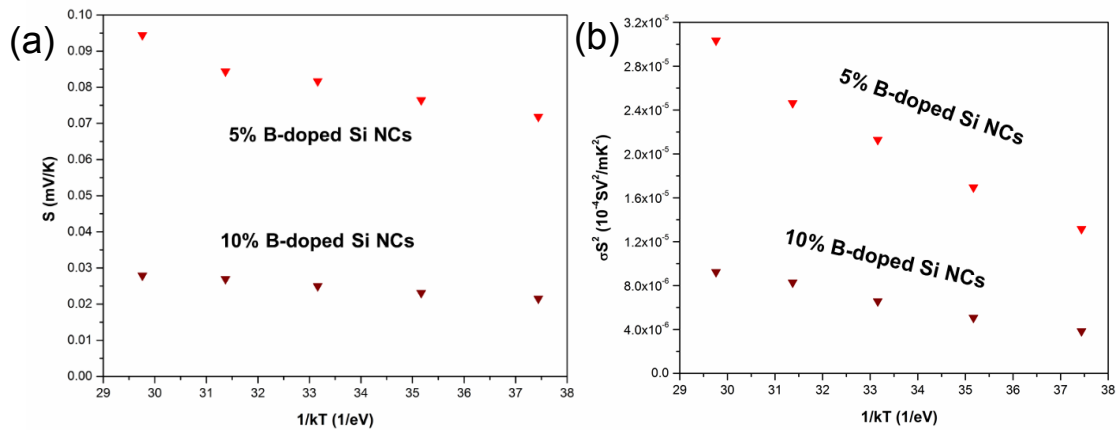 (a)
0.10
0.09
0.08
0.07
0.06
0.05
0.04
0.03
0.02
0.01
0.00
S (mV/K)
5% B-doped Si NCs
10% B-doped Si NCs
29 30 31 32 33 34 35 36 37 38
1/kT (1/eV)
(b)
3.2x10⁻⁵
2.8x10⁻⁵
2.4x10⁻⁵
2.0x10⁻⁵
1.6x10⁻⁵
1.2x10⁻⁵
8.0x10⁻⁶
4.0x10⁻⁶
0.0
σS² (10⁻⁴SV²/mK²)
5% B-doped Si NCs
10% B-doped Si NCs
29 30 31 32 33 34 35 36 37 38
1/kT (1/eV)